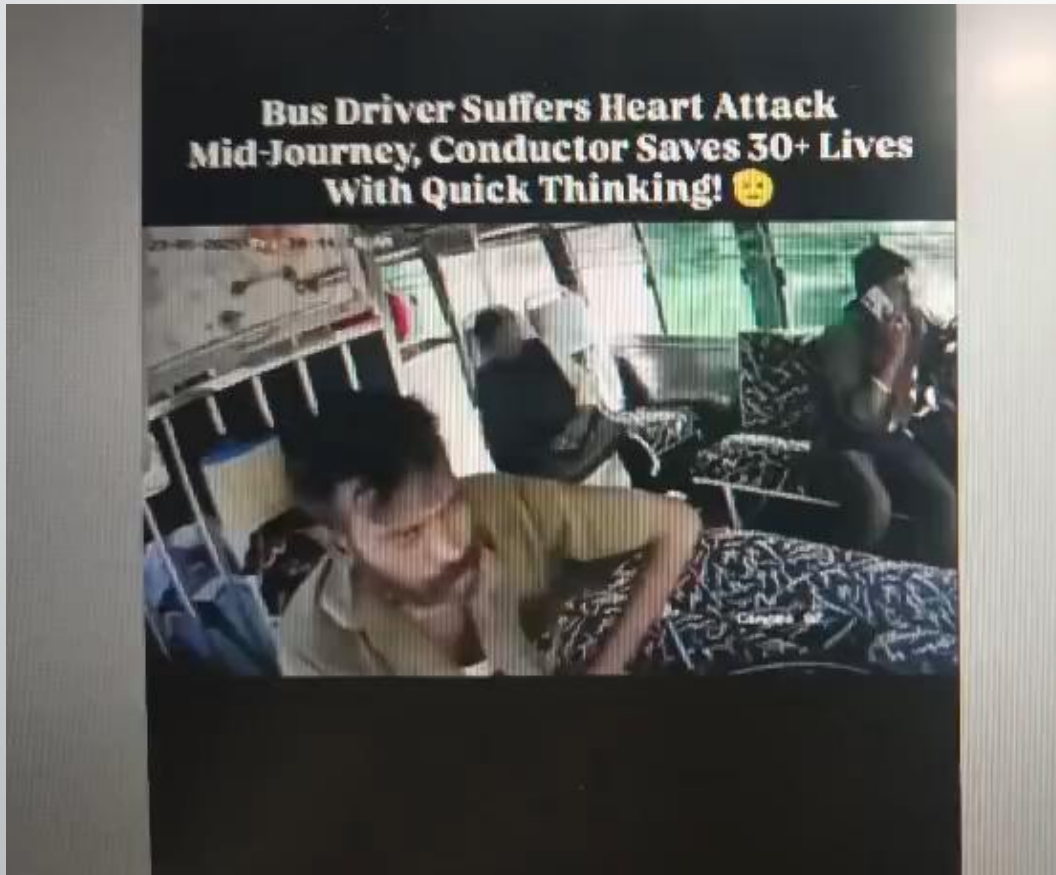 Bus Driver Suffers Heart Attack
Mid-Journey, Conductor Saves 30+ Lives
With Quick Thinking! 🫡